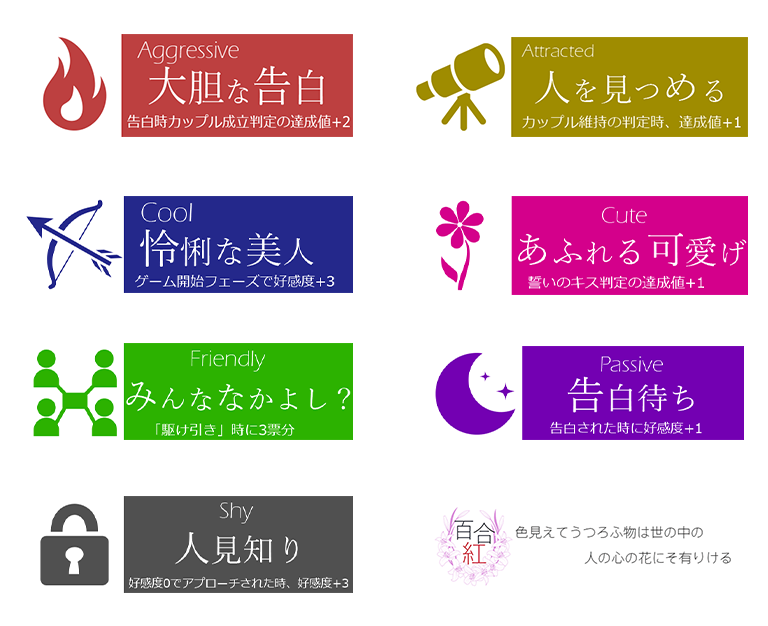 Aggressive
大胆な告白
告白時カップル成立判定の達成値+2
Attracted
人を見つめる
カップル維持の判定時、達成値+1
Cool
怜悧な美人
ゲーム開始フェーズで好感度+3
Cute
あふれる可愛げ
誓いのキス判定の達成値+1
Friendly
みんななかよし？
「駆け引き」時に3票分
Passive
告白待ち
告白された時に好感度+1
Shy
人見知り
好感度0でアプローチされた時、好感度+3
百合
紅
色見えてうつろふ物は世の中の
人の心の花にそ有りける